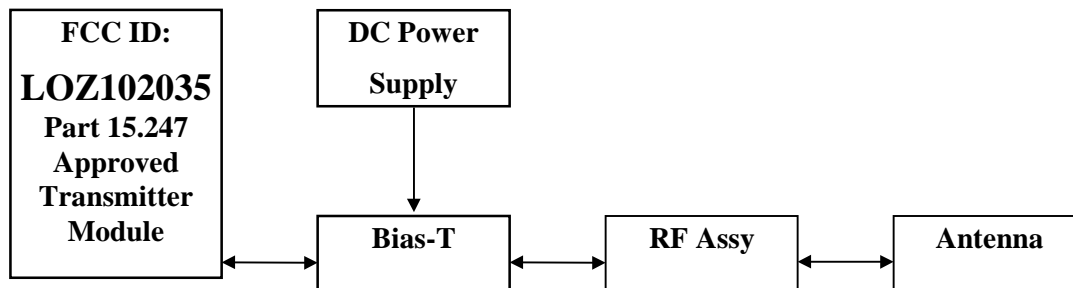 FCC ID:
LOZ102035
Part 15.247
Approved
Transmitter
Module
DC Power
Supply
Bias-T
RF Assy
Antenna